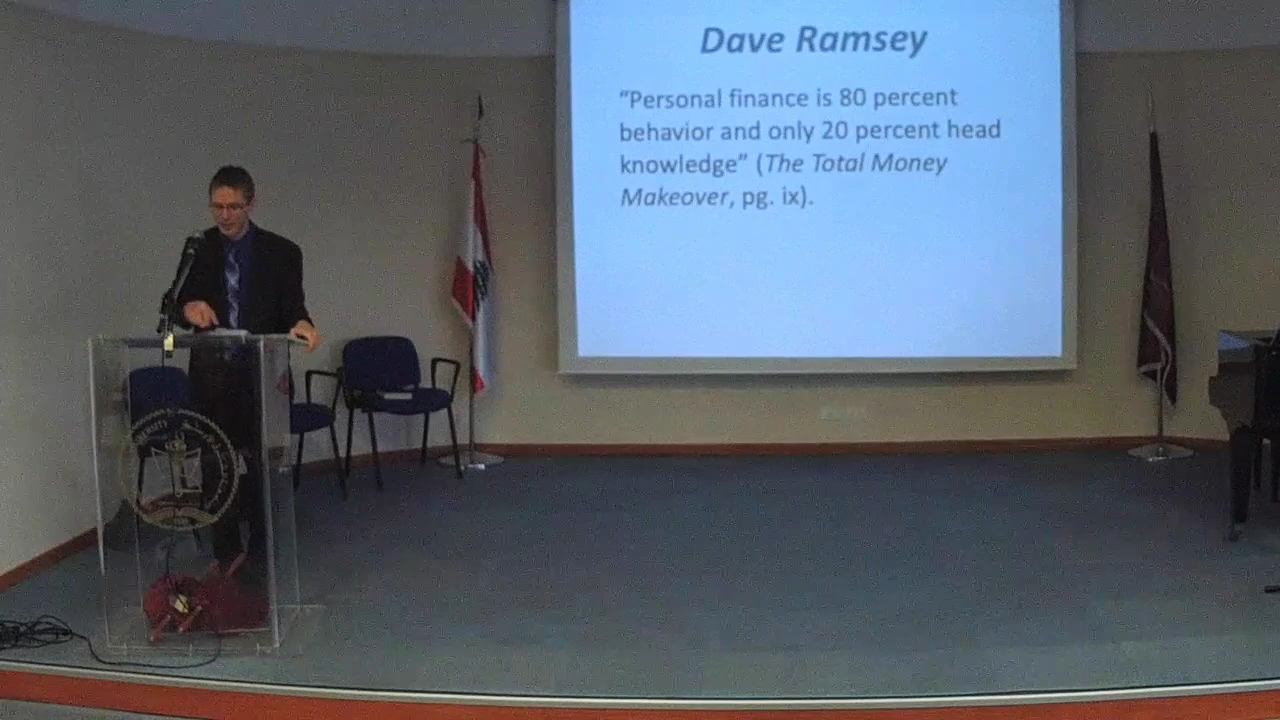 Dave Ramsey
“Personal finance is 80 percent
behavior and only 20 percent head
knowledge” (The Total Money
Makeover, pg. ix).